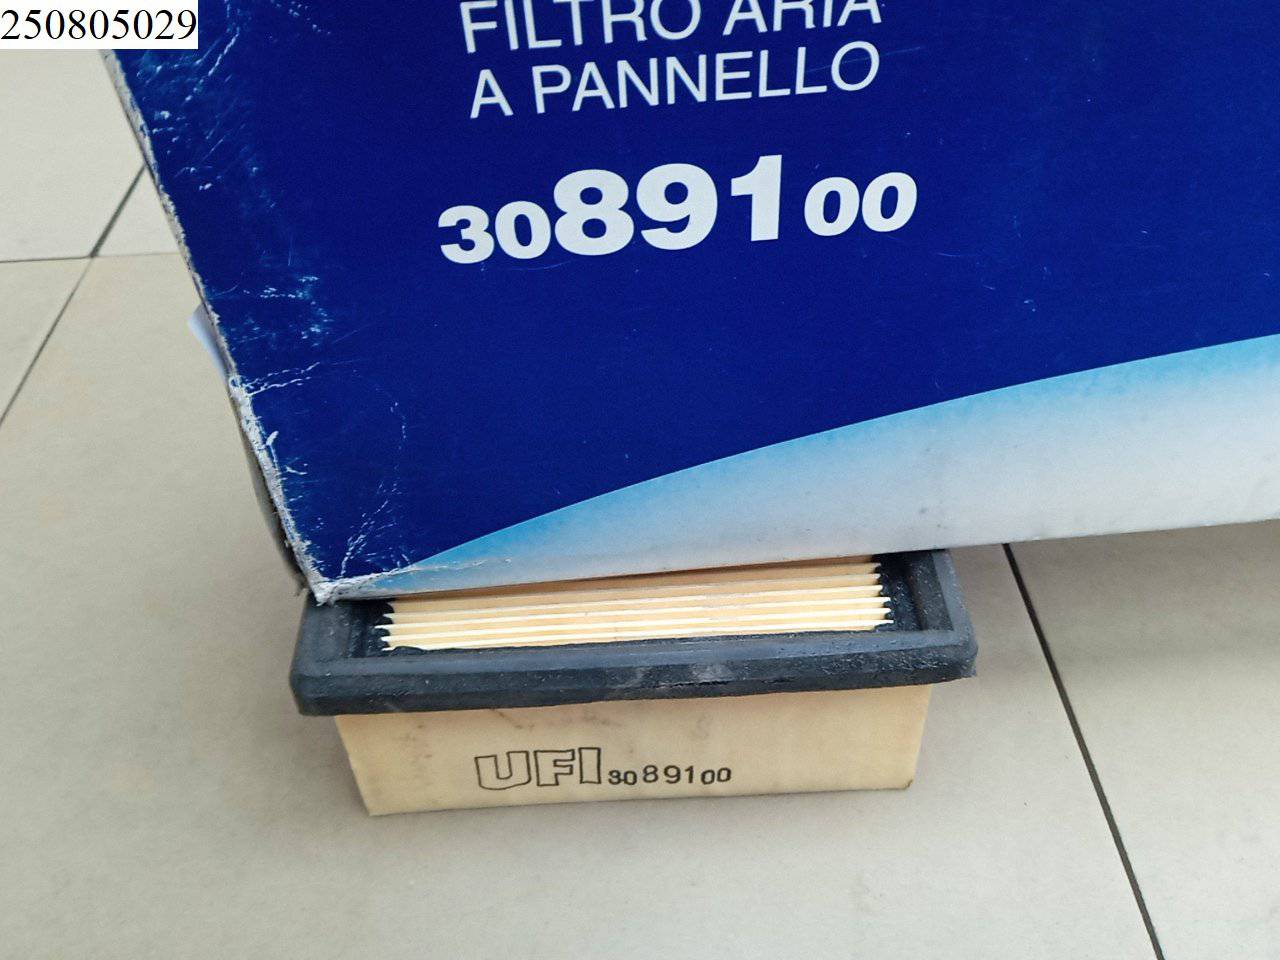 250805029
FILTRO ARIA
A PANNELLO
3089100
UFI 3089100